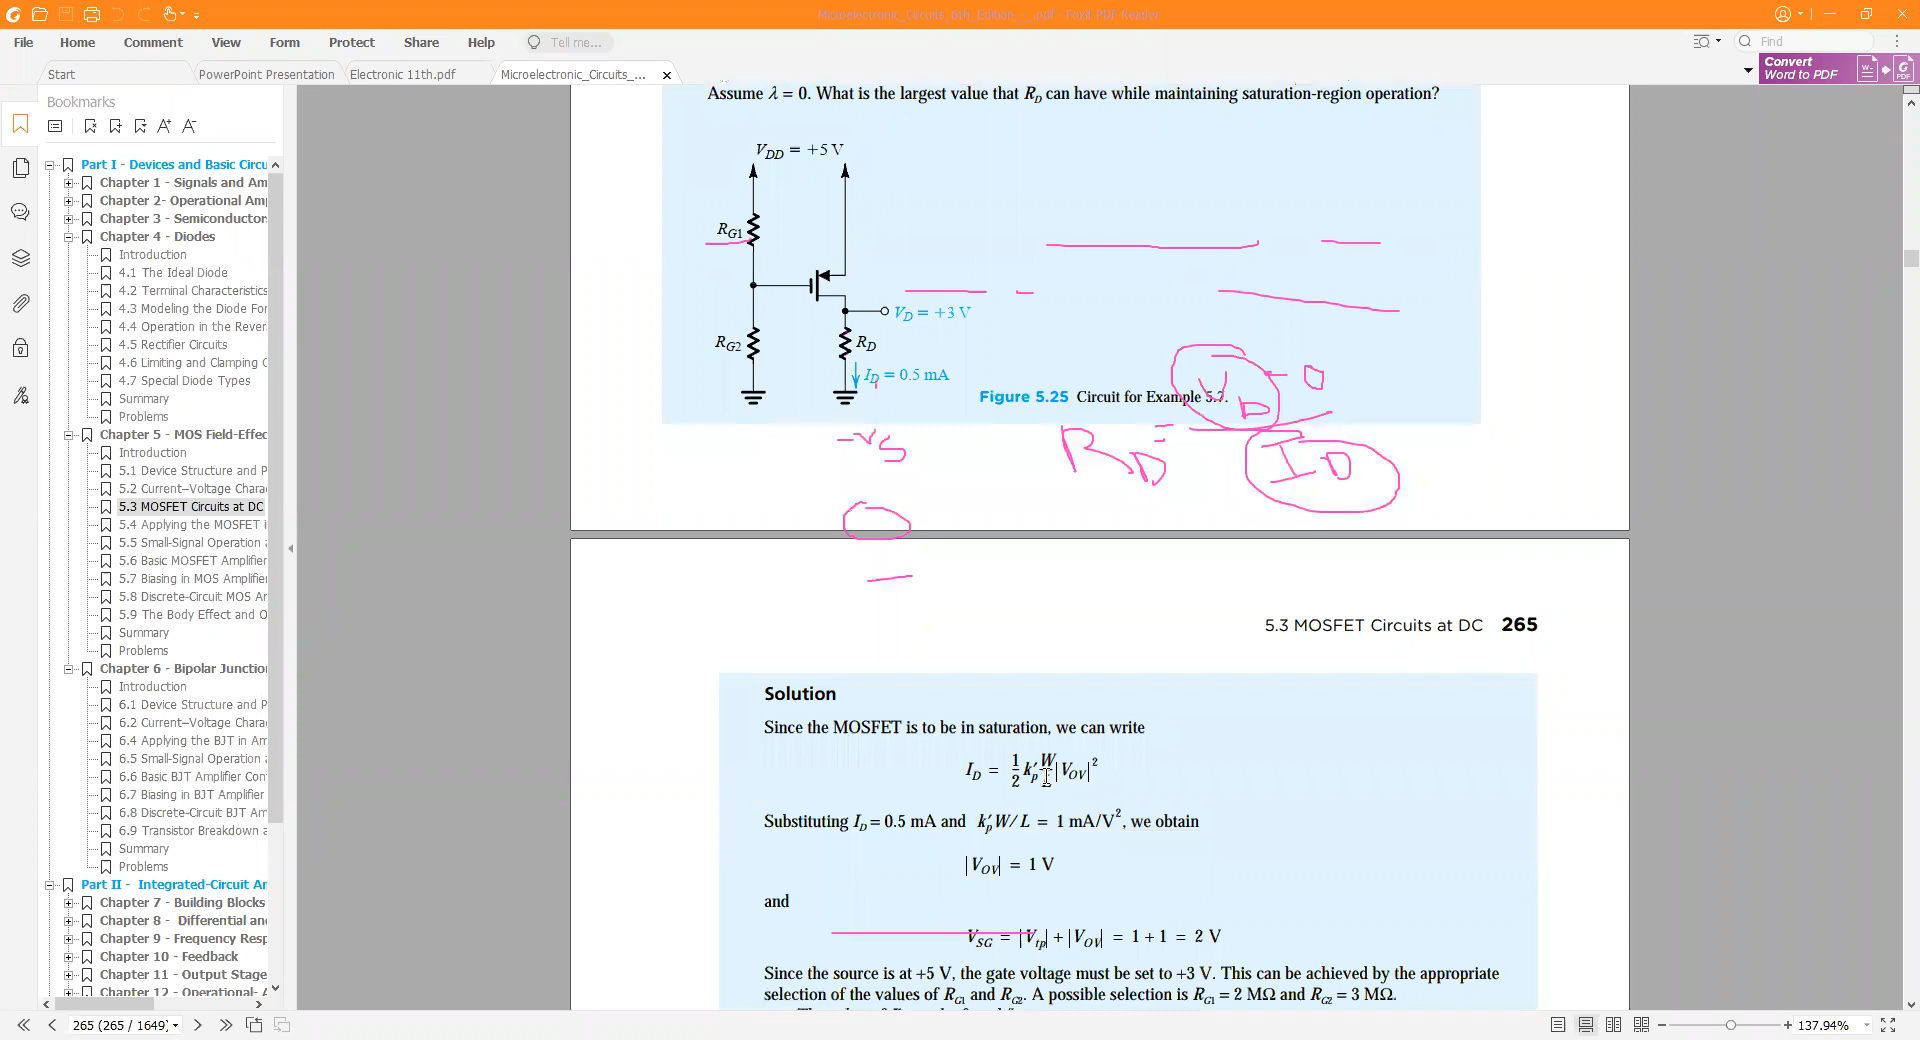 Microelectronic_Circuits_6th_Edition_ _ .pdf - Foxit PDF Reader
File Home Comment View Form Protect Share Help Tell me... Find
Start PowerPoint Presentation Electronic 11th.pdf Microelectronic_Circuits_...
Convert
Word to PDF
Bookmarks
Part I - Devices and Basic Circu
Chapter 1 - Signals and Am
Chapter 2- Operational Am
Chapter 3 - Semiconductor
Chapter 4 - Diodes
Introduction
4.1 The Ideal Diode
4.2 Terminal Characteristics
4.3 Modeling the Diode For
4.4 Operation in the Rever
4.5 Rectifier Circuits
4.6 Limiting and Clamping C
4.7 Special Diode Types
Summary
Problems
Chapter 5 - MOS Field-Effec
Introduction
5.1 Device Structure and P
5.2 Current–Voltage Chara
5.3 MOSFET Circuits at DC
5.4 Applying the MOSFET i
5.5 Small-Signal Operation
5.6 Basic MOSFET Amplifier
5.7 Biasing in MOS Amplifie
5.8 Discrete-Circuit MOS Ar
5.9 The Body Effect and O
Summary
Problems
Chapter 6 - Bipolar Junction
Introduction
6.1 Device Structure and P
6.2 Current–Voltage Chara
6.4 Applying the BJT in Am
6.5 Small-Signal Operation
6.6 Basic BJT Amplifier Con
6.7 Biasing in BJT Amplifier
6.8 Discrete-Circuit BJT Am
6.9 Transistor Breakdown a
Summary
Problems
Part II - Integrated-Circuit Ar
Chapter 7 - Building Blocks
Chapter 8 - Differential and
Chapter 9 - Frequency Resp
Chapter 10 - Feedback
Chapter 11 - Output Stage
Chapter 12 - Operational- A
Assume λ = 0. What is the largest value that R_D can have while maintaining saturation-region operation?
V_DD = +5 V
R_G1
V_D = +3 V
R_G2
R_D
I_D = 0.5 mA
Figure 5.25 Circuit for Example 5.7.
-VS
R_D = V_D - 0 / I_D
5.3 MOSFET Circuits at DC 265
Solution
Since the MOSFET is to be in saturation, we can write
I_D = 1/2 k'_p W/L |V_OV|²
Substituting I_D = 0.5 mA and k'_p W/L = 1 mA/V², we obtain
|V_OV| = 1 V
and
V_SG = |V_tp| + |V_OV| = 1 + 1 = 2 V
Since the source is at +5 V, the gate voltage must be set to +3 V. This can be achieved by the appropriate
selection of the values of R_G1 and R_G2. A possible selection is R_G1 = 2 MΩ and R_G2 = 3 MΩ.
265 (265 / 1649)
137.94%